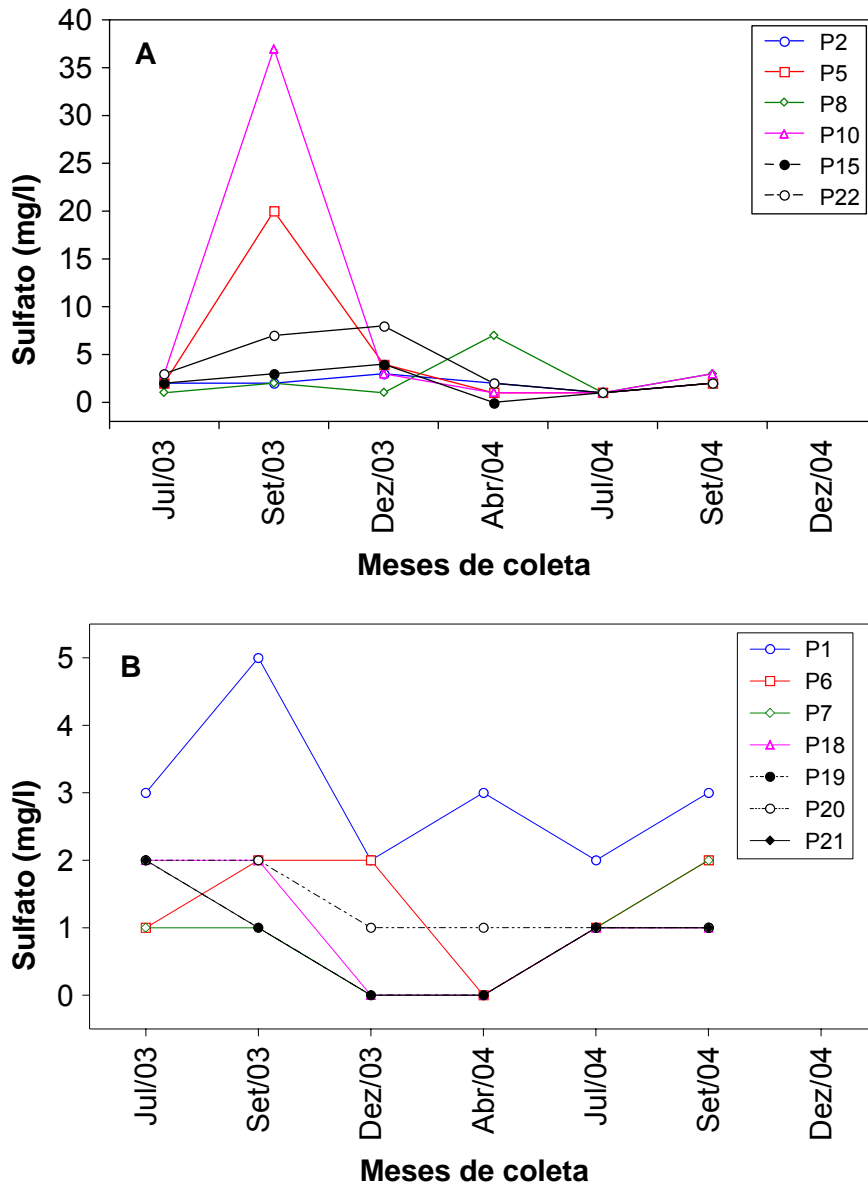 A
P2
P5
P8
P10
P15
P22
40
35
30
25
20
15
10
5
0
Sulfato (mg/l)
Jul/03
Set/03
Dez/03
Abr/04
Jul/04
Set/04
Dez/04
Meses de coleta
B
P1
P6
P7
P18
P19
P20
P21
5
4
3
2
1
0
Sulfato (mg/l)
Jul/03
Set/03
Dez/03
Abr/04
Jul/04
Set/04
Dez/04
Meses de coleta